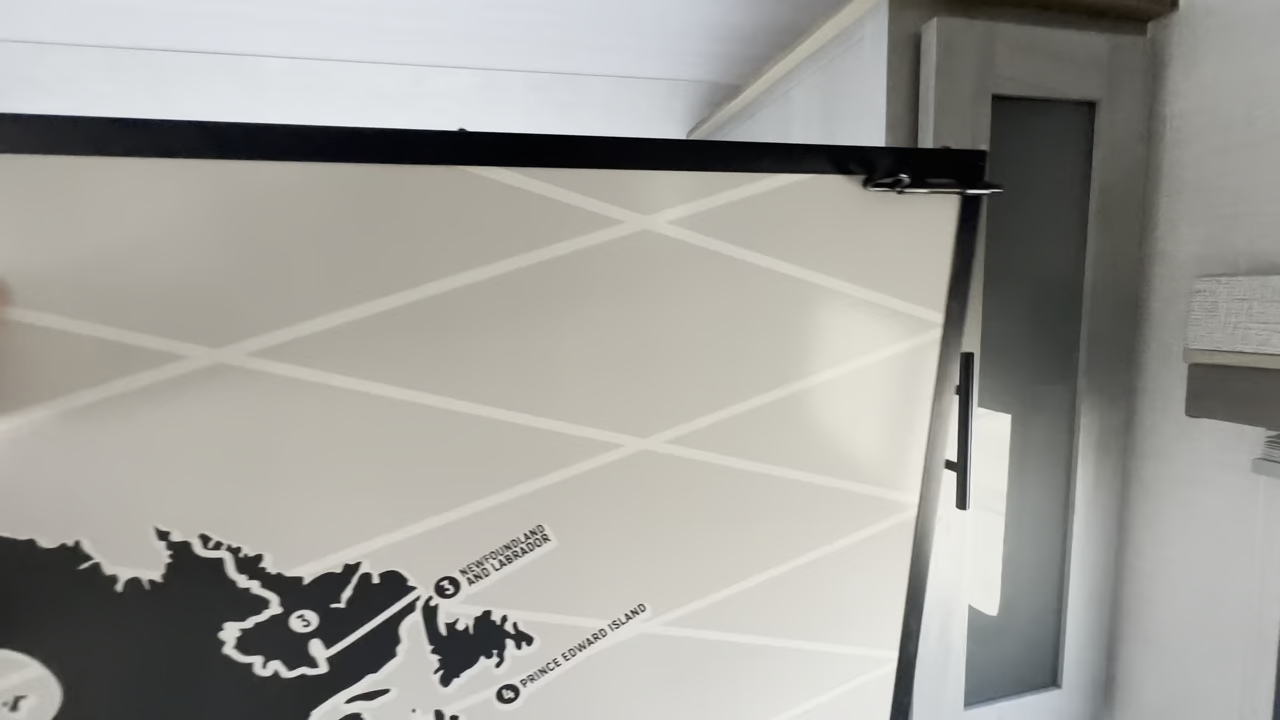 3 NEWFOUNDLAND
AND LABRADOR
3
4 PRINCE EDWARD ISLAND